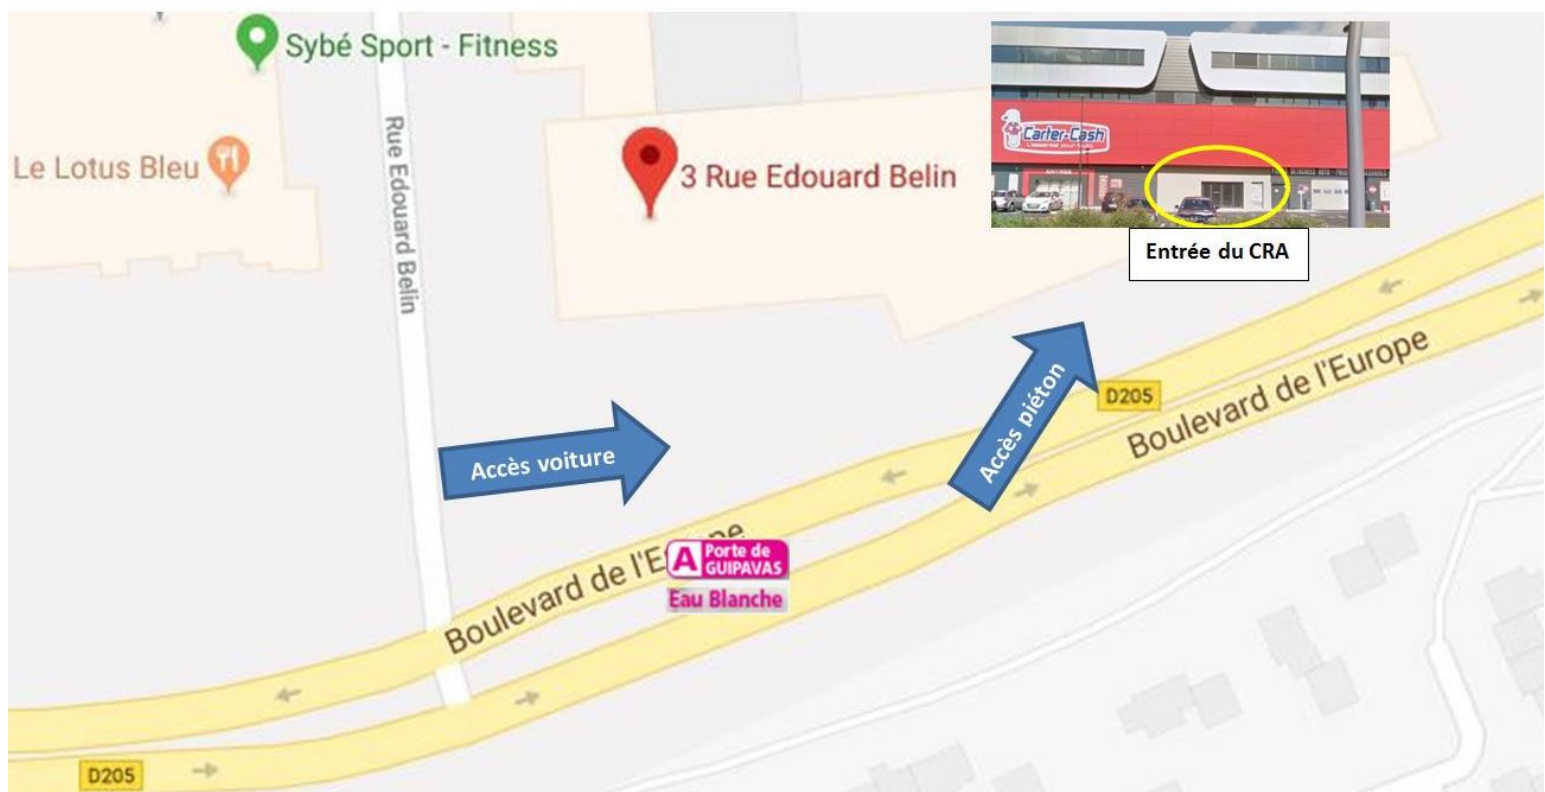 Sybé Sport - Fitness
Le Lotus Bleu
Rue Edouard Belin
3 Rue Edouard Belin
Carter-Cash
ENTREE
Entrée du CRA
Accès voiture
Accès piéton
D205
Boulevard de l'Europe
Boulevard de l'Europe
A Porte de
GUIPAVAS
Eau Blanche
D205